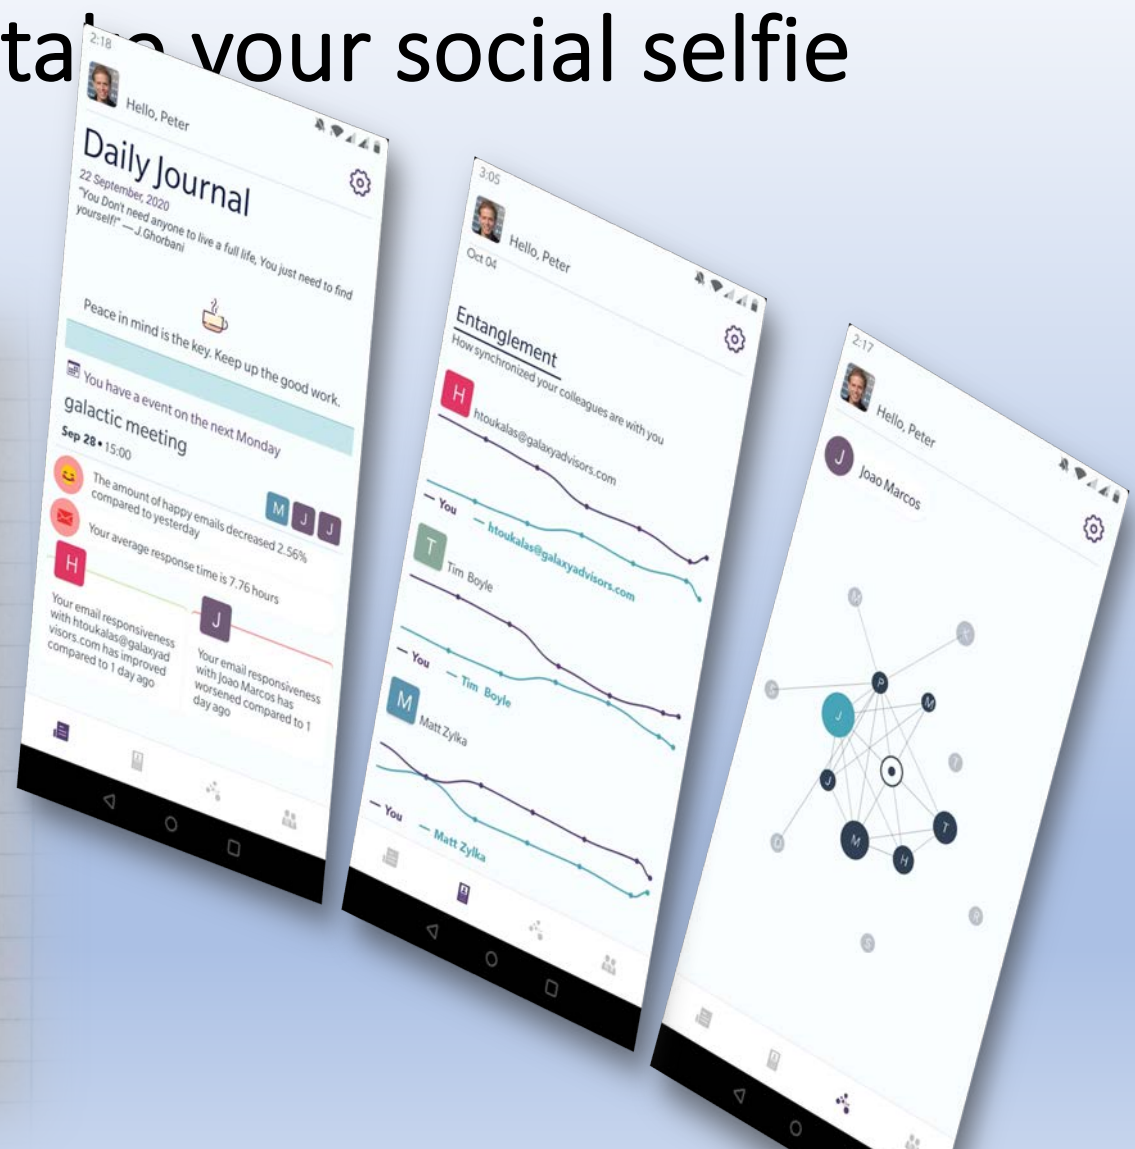 take your social selfie
2:18
Hello, Peter
Daily Journal
22 September, 2020
"You Don't need anyone to live a full life, You just need to find
yourself!" — J.Ghorbani
Peace in mind is the key. Keep up the good work.
You have a event on the next Monday
galactic meeting
Sep 28 • 15:00
M J J
The amount of happy emails decreased 2.56%
compared to yesterday
Your average response time is 7.76 hours
H
Your email responsiveness
with htoukalas@galaxyad
visors.com has improved
compared to 1 day ago
J
Your email responsiveness
with Joao Marcos has
worsened compared to 1
day ago
3:05
Hello, Peter
Oct 04
Entanglement
How synchronized your colleagues are with you
H
htoukalas@galaxyadvisors.com
You
htoukalas@galaxyadvisors.com
T
Tim Boyle
You
Tim Boyle
M
Matt Zylka
You
Matt Zylka
2:17
Hello, Peter
J
Joao Marcos
M
K
S
P
M
J
T
J
T
M
H
D
R
S